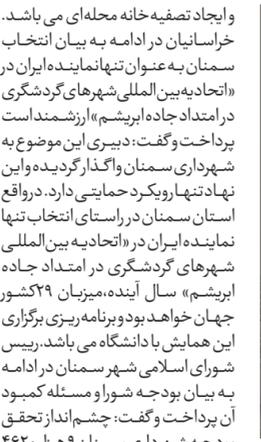 و ایجاد تصفیه خانه محله‌ای می باشد.
خراسانیان در ادامه به بیان انتخاب
سمنان به عنوان تنها نماینده ایران در
«اتحادیه بین المللی شهرهای گردشگری
در امتداد جاده ابریشم» ارزشمند است
پرداخت و گفت: دبیری این موضوع به
شهرداری سمنان واگذار گردیده و این
نهاد تنها رویکرد حمایتی دارد. در واقع
استان سمنان در راستای انتخاب تنها
نماینده ایران در «اتحادیه بین المللی
شهرهای گردشگری در امتداد جاده
ابریشم» سال آینده، میزبان ۲۹ کشور
جهان خواهد بود و برنامه ریزی برگزاری
این همایش با دانشگاه می باشد. رییس
شورای اسلامی شهر سمنان در ادامه
به بیان بودجه شورا و مسئله کمبود
آن پرداخت و گفت: چشم انداز تحقق